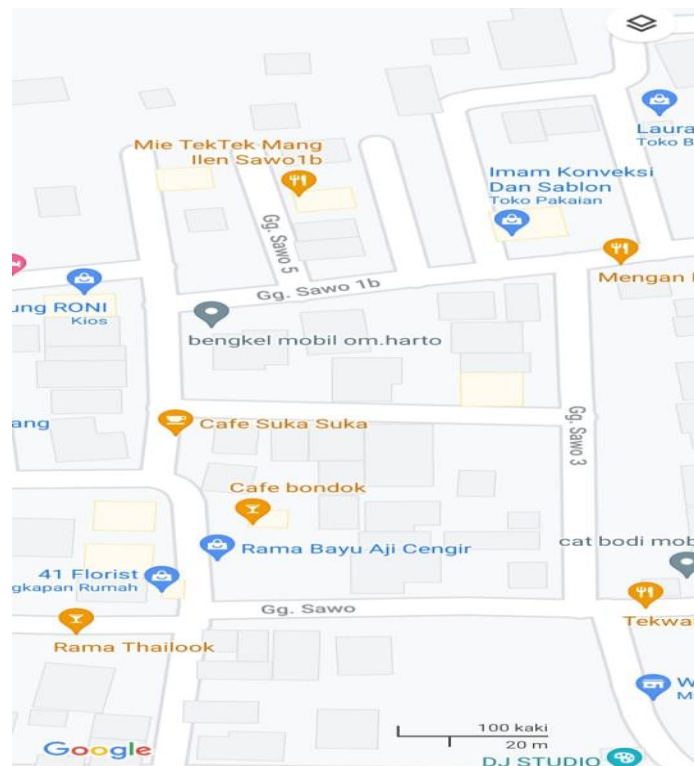 Mie TekTek Mang
Ilen Sawo1b
Laura
Toko B
Imam Konveksi
Dan Sablon
Toko Pakaian
Gg. Sawo 5
Mengan
Gg. Sawo 1b
ung RONI
Kios
bengkel mobil om.harto
Cafe Suka Suka
ang
Gg. Sawo 3
Cafe bondok
Rama Bayu Aji Cengir
cat bodi mob
41 Florist
gkapan Rumah
Gg. Sawo
Tekwa
Rama Thailook
W
M
100 kaki
20 m
Google
DJ STUDIO